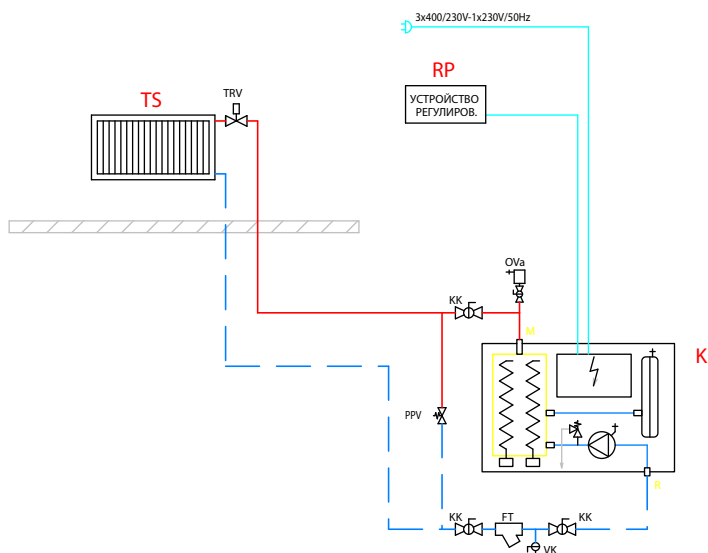 3x400/230V-1x230V/50Hz
RP
TS
TRV
УСТРОЙСТВО
РЕГУЛИРОВ.
OVa
KK
M
K
PPV
R
KK
FT
KK
VK